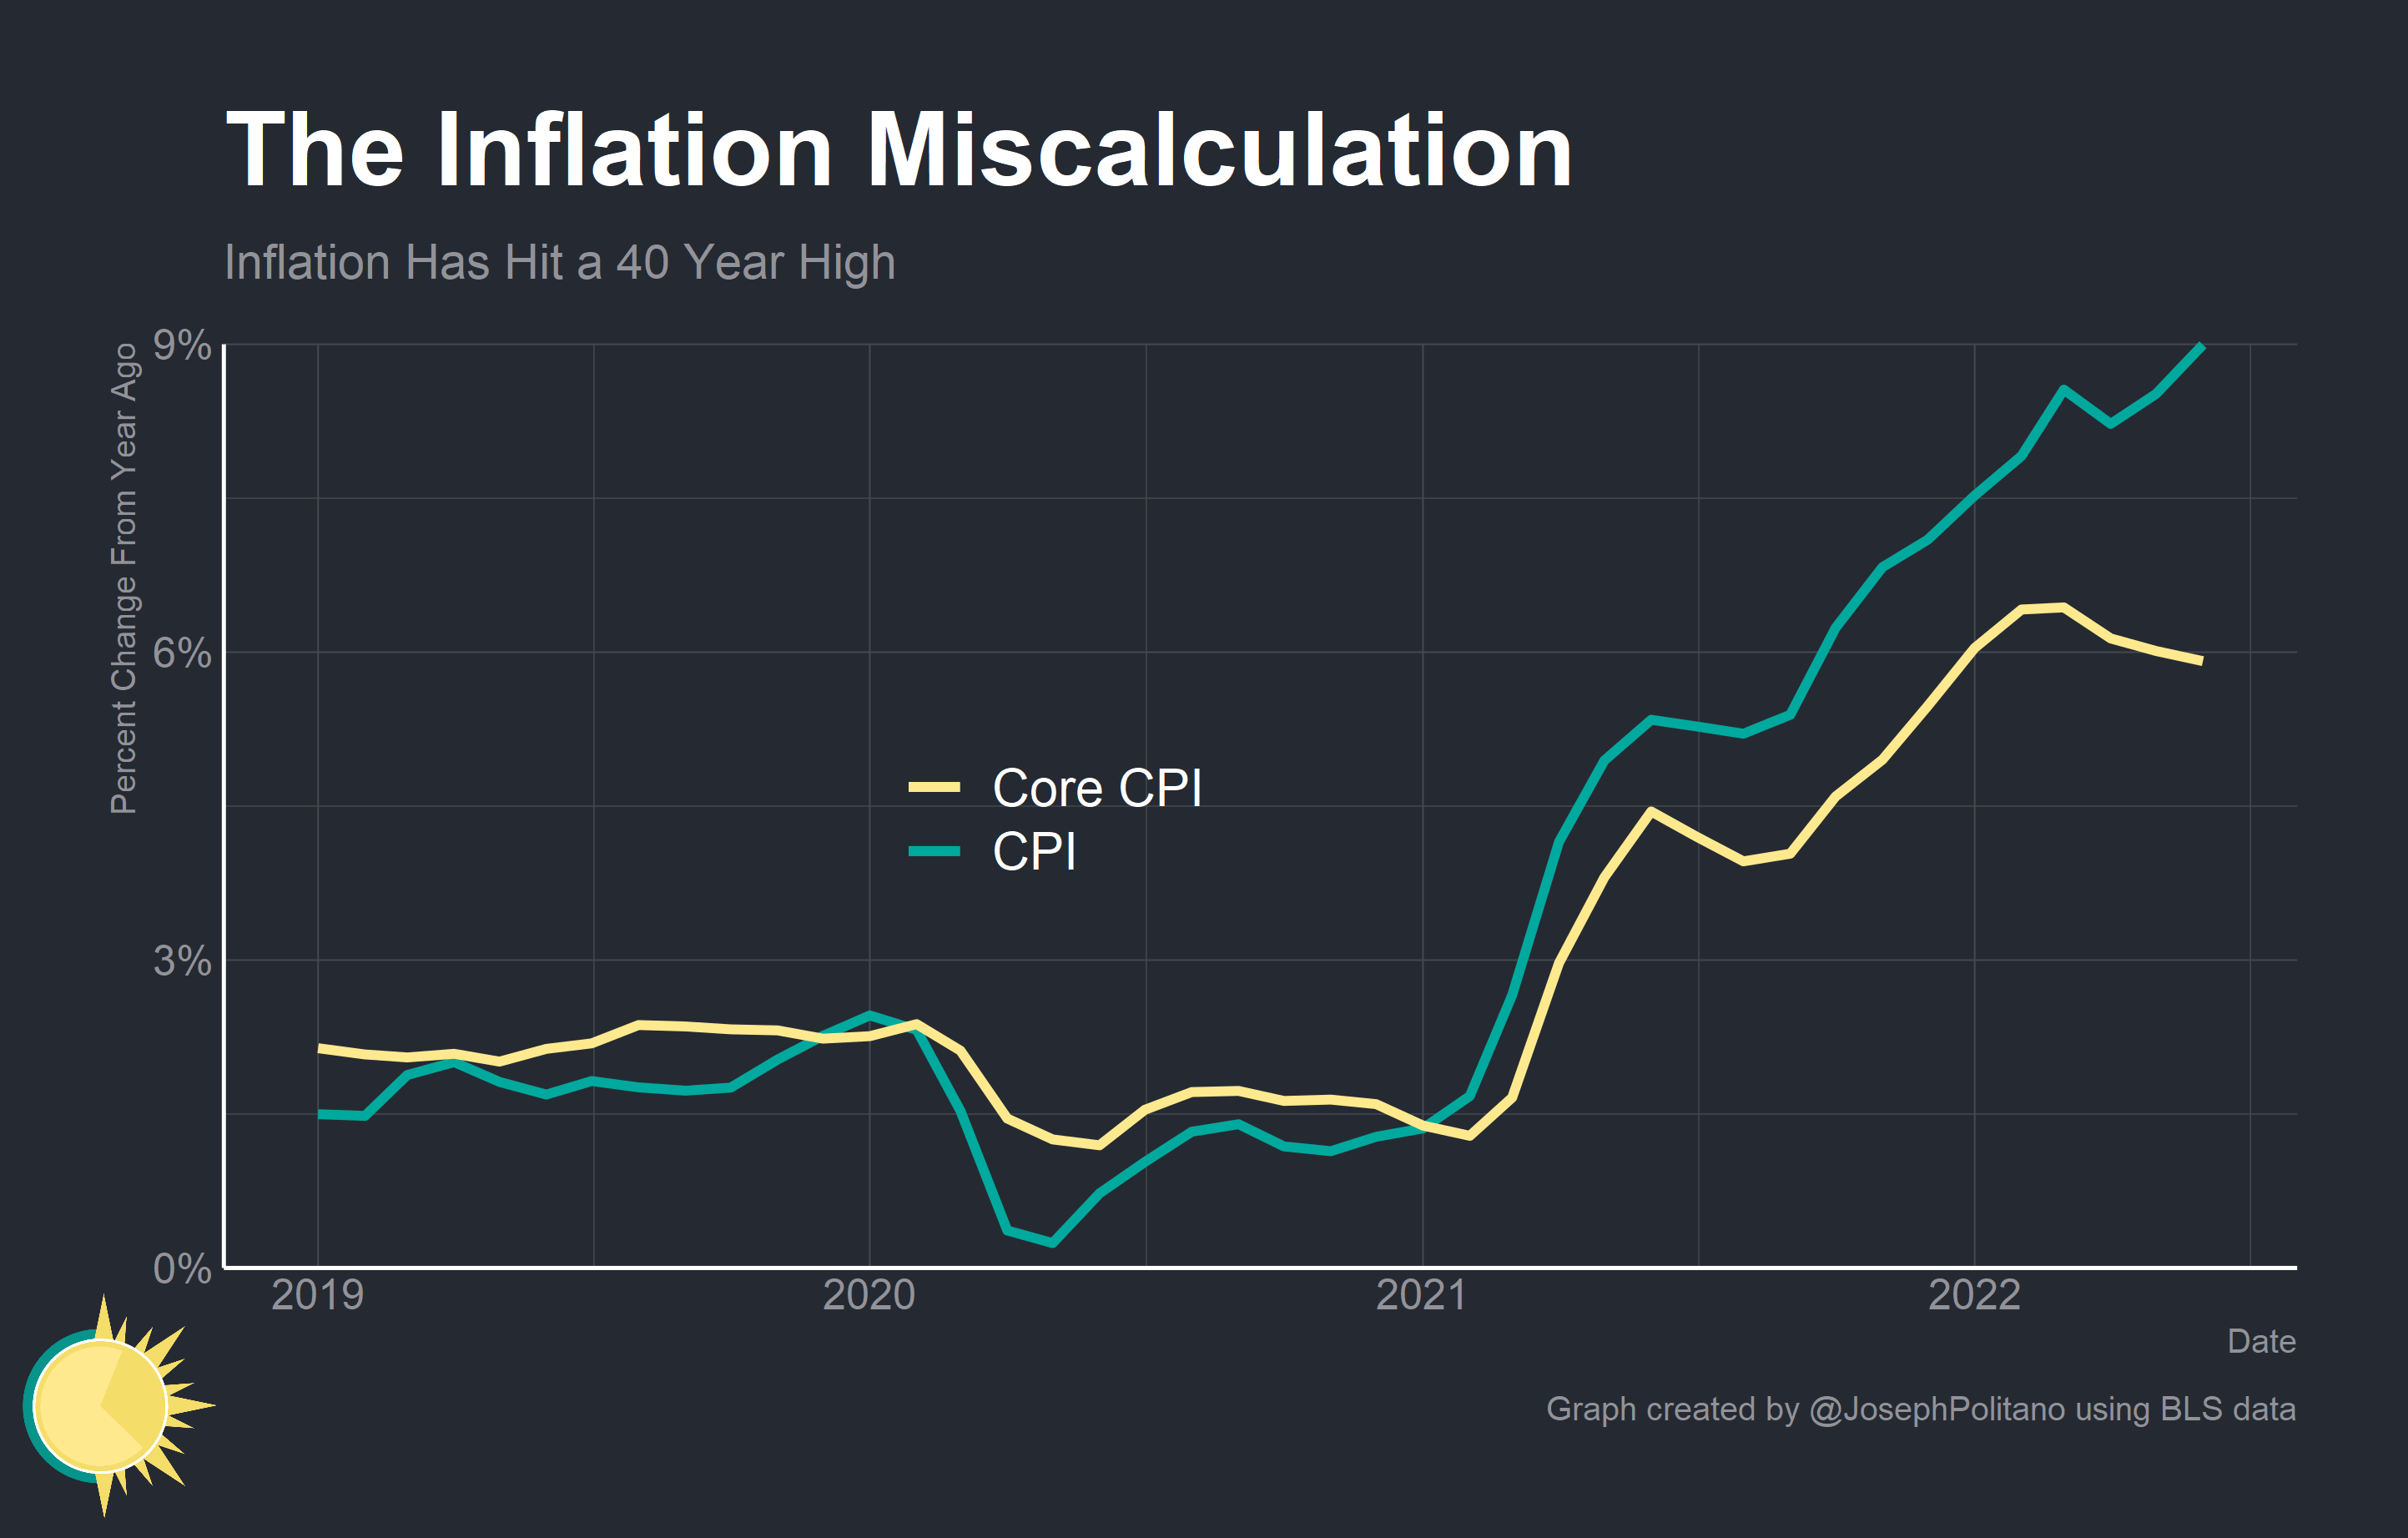 The Inflation Miscalculation
Inflation Has Hit a 40 Year High
Percent Change From Year Ago
9%
6%
3%
0%
Core CPI
CPI
2019
2020
2021
2022
Date
Graph created by @JosephPolitano using BLS data